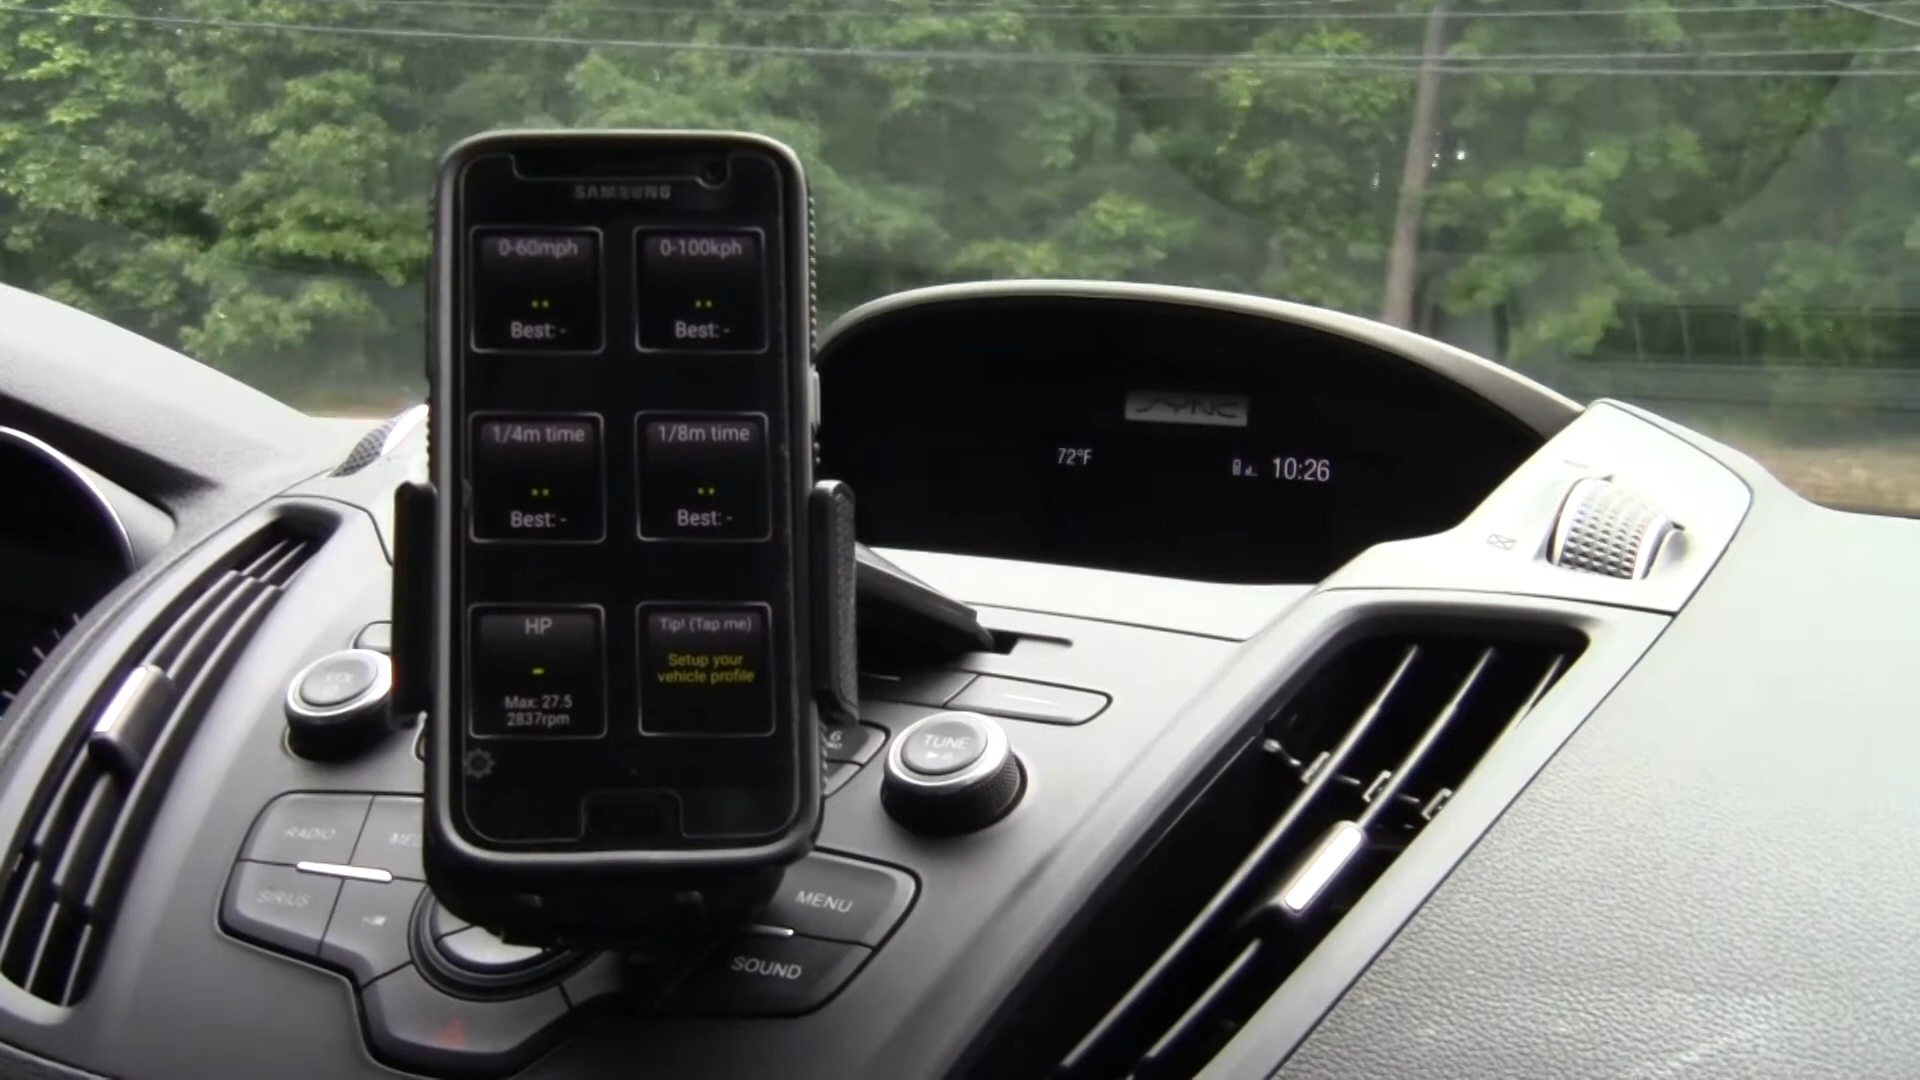 SAMSUNG
0-60mph
..
Best: -
0-100kph
..
Best: -
1/4m time
..
Best: -
1/8m time
..
Best: -
HP
-
Max: 27.5
2837rpm
Tip! (Tap me)
Setup your
vehicle profile
SYNC
72°F
10:26
6
TUNE
RADIO
SIRIUS
MENU
SOUND